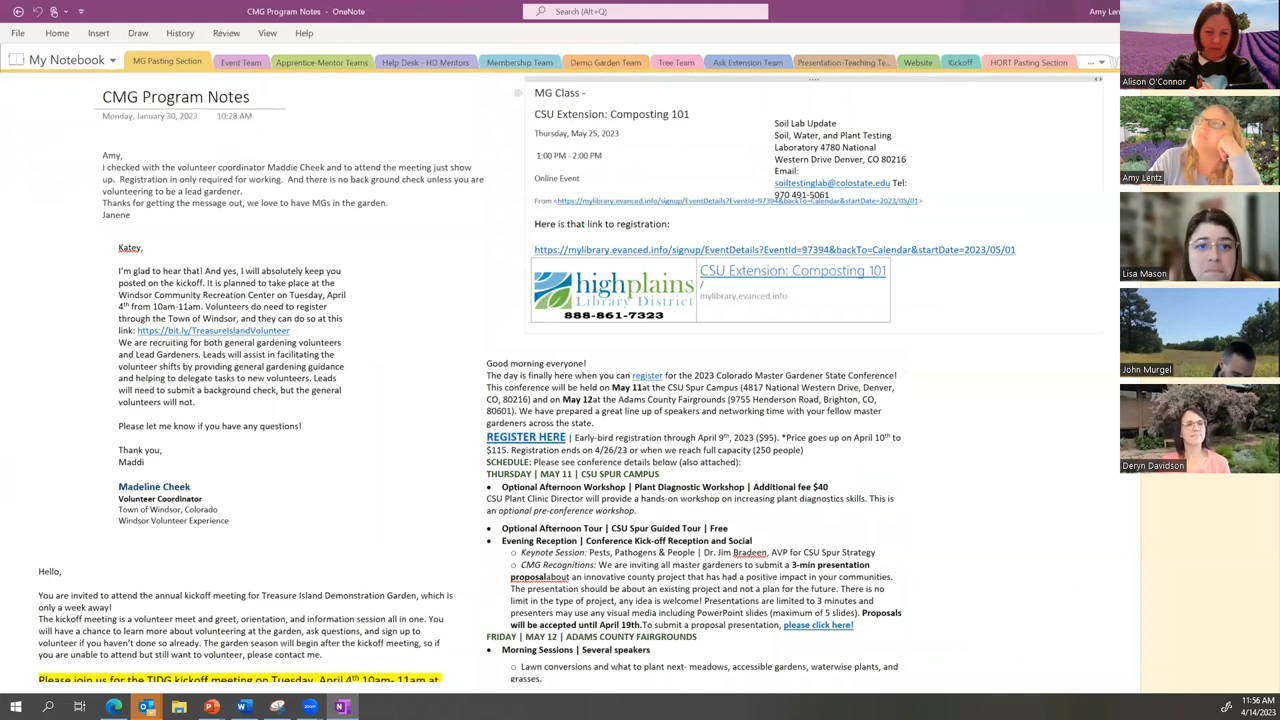 CMG Program Notes - OneNote
Search (Alt+Q)
Amy Len
File Home Insert Draw History Review View Help
My Notebook
MG Pasting Section
Event Team
Apprentice-Mentor Teams
Help Desk - HD Mentors
Membership Team
Demo Garden Team
Tree Team
Ask Extension Team
Presentation-Teaching Te...
Website
Kickoff
HORT Pasting Section
...
CMG Program Notes
Monday, January 30, 2023 10:28 AM
Amy,
I checked with the volunteer coordinator Maddie Cheek and to attend the meeting just show
up. Registration in only required for working. And there is no back ground check unless you are
volunteering to be a lead gardener.
Thanks for getting the message out, we love to have MGs in the garden.
Janene
Katey,
I'm glad to hear that! And yes, I will absolutely keep you
posted on the kickoff. It is planned to take place at the
Windsor Community Recreation Center on Tuesday, April
4th from 10am-11am. Volunteers do need to register
through the Town of Windsor, and they can do so at this
link: https://bit.ly/TreasureIslandVolunteer
We are recruiting for both general gardening volunteers
and Lead Gardeners. Leads will assist in facilitating the
volunteer shifts by providing general gardening guidance
and helping to delegate tasks to new volunteers. Leads
will need to submit a background check, but the general
volunteers will not.
Please let me know if you have any questions!
Thank you,
Maddi
Madeline Cheek
Volunteer Coordinator
Town of Windsor, Colorado
Windsor Volunteer Experience
Hello,
You are invited to attend the annual kickoff meeting for Treasure Island Demonstration Garden, which is
only a week away!
The kickoff meeting is a volunteer meet and greet, orientation, and information session all in one. You
will have a chance to learn more about volunteering at the garden, ask questions, and sign up to
volunteer if you haven't done so already. The garden season will begin after the kickoff meeting, so if
you are unable to attend but still want to volunteer, please contact me.
Please join us for the TIDG kickoff meeting on Tuesday, April 4th 10am- 11am at
MG Class -
CSU Extension: Composting 101
Thursday, May 25, 2023
1:00 PM - 2:00 PM
Online Event
From <https://mylibrary.evanced.info/signup/EventDetails?EventId=97394&backTo=Calendar&startDate=2023/05/01>
Soil Lab Update
Soil, Water, and Plant Testing
Laboratory 4780 National
Western Drive Denver, CO 80216
Email:
soiltestinglab@colostate.edu Tel:
970 491-5061
Here is that link to registration:
https://mylibrary.evanced.info/signup/EventDetails?EventId=97394&backTo=Calendar&startDate=2023/05/01
highplains
Library District
888-861-7323
CSU Extension: Composting 101
/
mylibrary.evanced.info
Good morning everyone!
The day is finally here when you can register for the 2023 Colorado Master Gardener State Conference!
This conference will be held on May 11at the CSU Spur Campus (4817 National Western Drive, Denver,
CO, 80216) and on May 12at the Adams County Fairgrounds (9755 Henderson Road, Brighton, CO,
80601). We have prepared a great line up of speakers and networking time with your fellow master
gardeners across the state.
REGISTER HERE | Early-bird registration through April 9th, 2023 ($95). *Price goes up on April 10th to
$115. Registration ends on 4/26/23 or when we reach full capacity (250 people)
SCHEDULE: Please see conference details below (also attached):
THURSDAY | MAY 11 | CSU SPUR CAMPUS
• Optional Afternoon Workshop | Plant Diagnostic Workshop | Additional fee $40
CSU Plant Clinic Director will provide a hands-on workshop on increasing plant diagnostics skills. This is
an optional pre-conference workshop.
• Optional Afternoon Tour | CSU Spur Guided Tour | Free
• Evening Reception | Conference Kick-off Reception and Social
o Keynote Session: Pests, Pathogens & People | Dr. Jim Bradeen, AVP for CSU Spur Strategy
o CMG Recognitions: We are inviting all master gardeners to submit a 3-min presentation
proposalabout an innovative county project that has had a positive impact in your communities.
The presentation should be about an existing project and not a plan for the future. There is no
limit in the type of project, any idea is welcome! Presentations are limited to 3 minutes and
presenters may use any visual media including PowerPoint slides (maximum of 5 slides). Proposals
will be accepted until April 19th.To submit a proposal presentation, please click here!
FRIDAY | MAY 12 | ADAMS COUNTY FAIRGROUNDS
• Morning Sessions | Several speakers
o Lawn conversions and what to plant next- meadows, accessible gardens, waterwise plants, and
grasses.
Alison O'Connor
Amy Lentz
Lisa Mason
John Murgel
Deryn Davidson
11:56 AM
4/14/2023